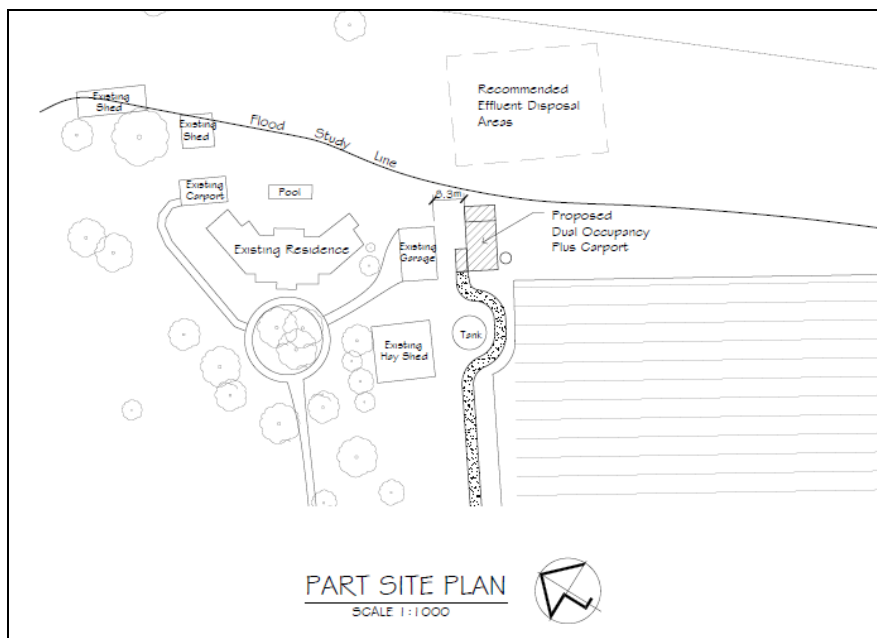 Recommended
Effluent Disposal
Areas
Existing
Shed
Existing
Shed
Flood Study Line
Existing
Carport
Pool
8.3m
Proposed
Dual Occupancy
Plus Carport
Existing Residence
Existing
Garage
Tank
Existing
Hay Shed
PART SITE PLAN
SCALE 1:1000